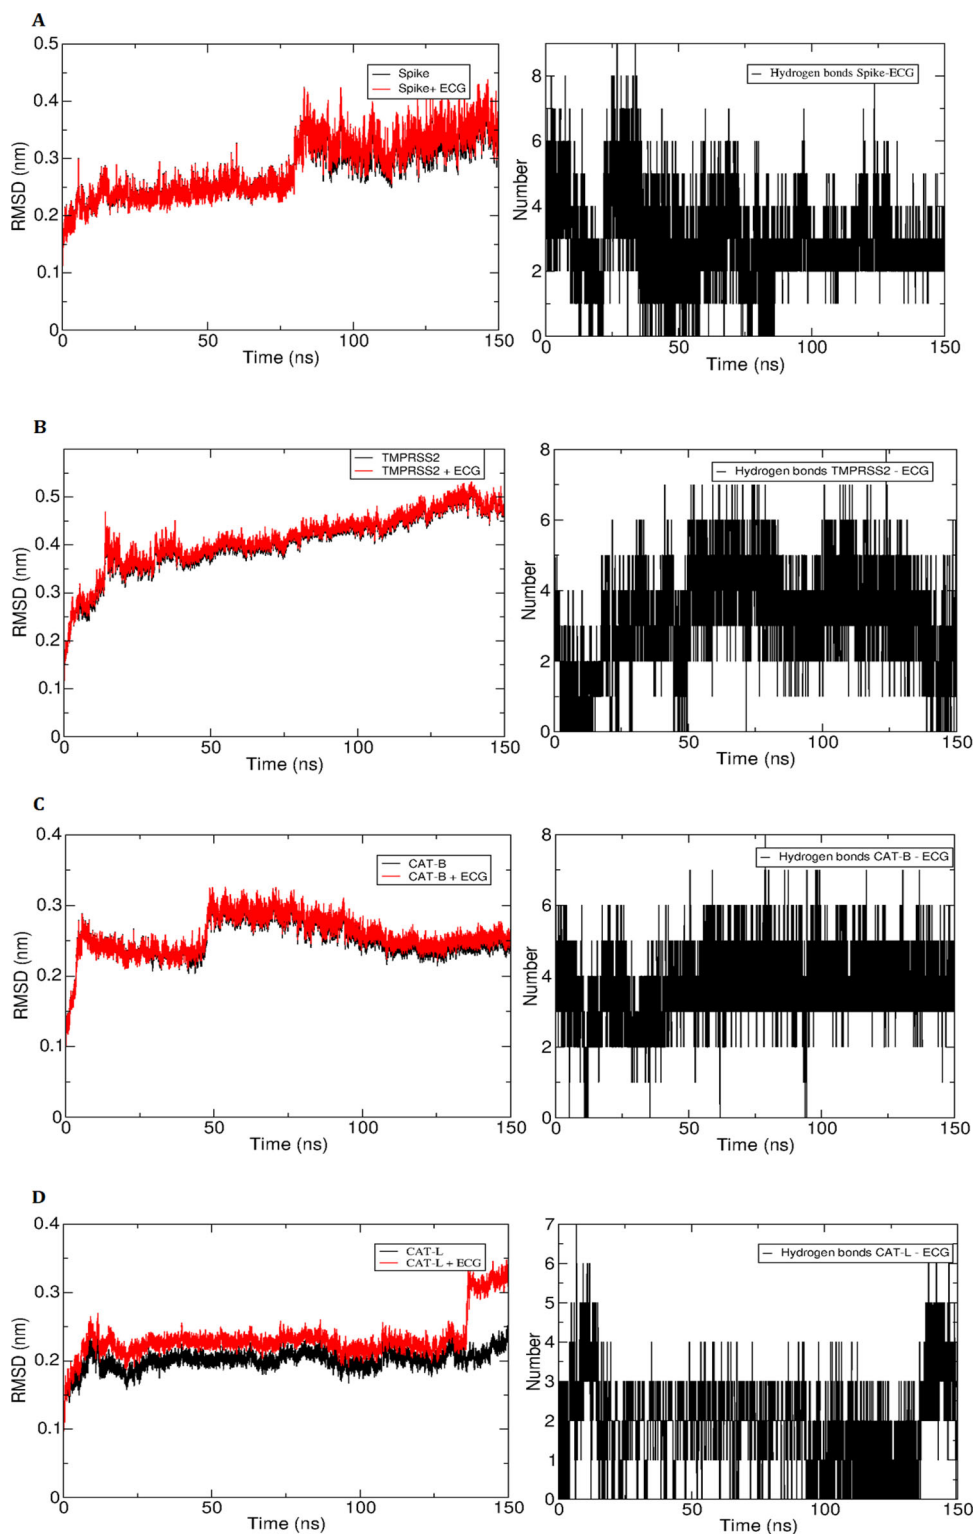 A
0.5
0.4
0.3
0.2
0.1
0
RMSD (nm)
Spike
Spike+ ECG
0 50 100 150
Time (ns)
8
6
4
2
0
Number
Hydrogen bonds Spike-ECG
0 50 100 150
Time (ns)
B
0.5
0.4
0.3
0.2
0.1
0
RMSD (nm)
TMPRSS2
TMPRSS2 + ECG
0 50 100 150
Time (ns)
8
6
4
2
0
Number
Hydrogen bonds TMPRSS2 - ECG
0 50 100 150
Time (ns)
C
0.4
0.3
0.2
0.1
0
RMSD (nm)
CAT-B
CAT-B + ECG
0 50 100 150
Time (ns)
8
6
4
2
0
Number
Hydrogen bonds CAT-B - ECG
0 50 100 150
Time (ns)
D
0.4
0.3
0.2
0.1
0
RMSD (nm)
CAT-L
CAT-L + ECG
0 50 100 150
Time (ns)
7
6
5
4
3
2
1
0
Number
Hydrogen bonds CAT-L - ECG
0 50 100 150
Time (ns)